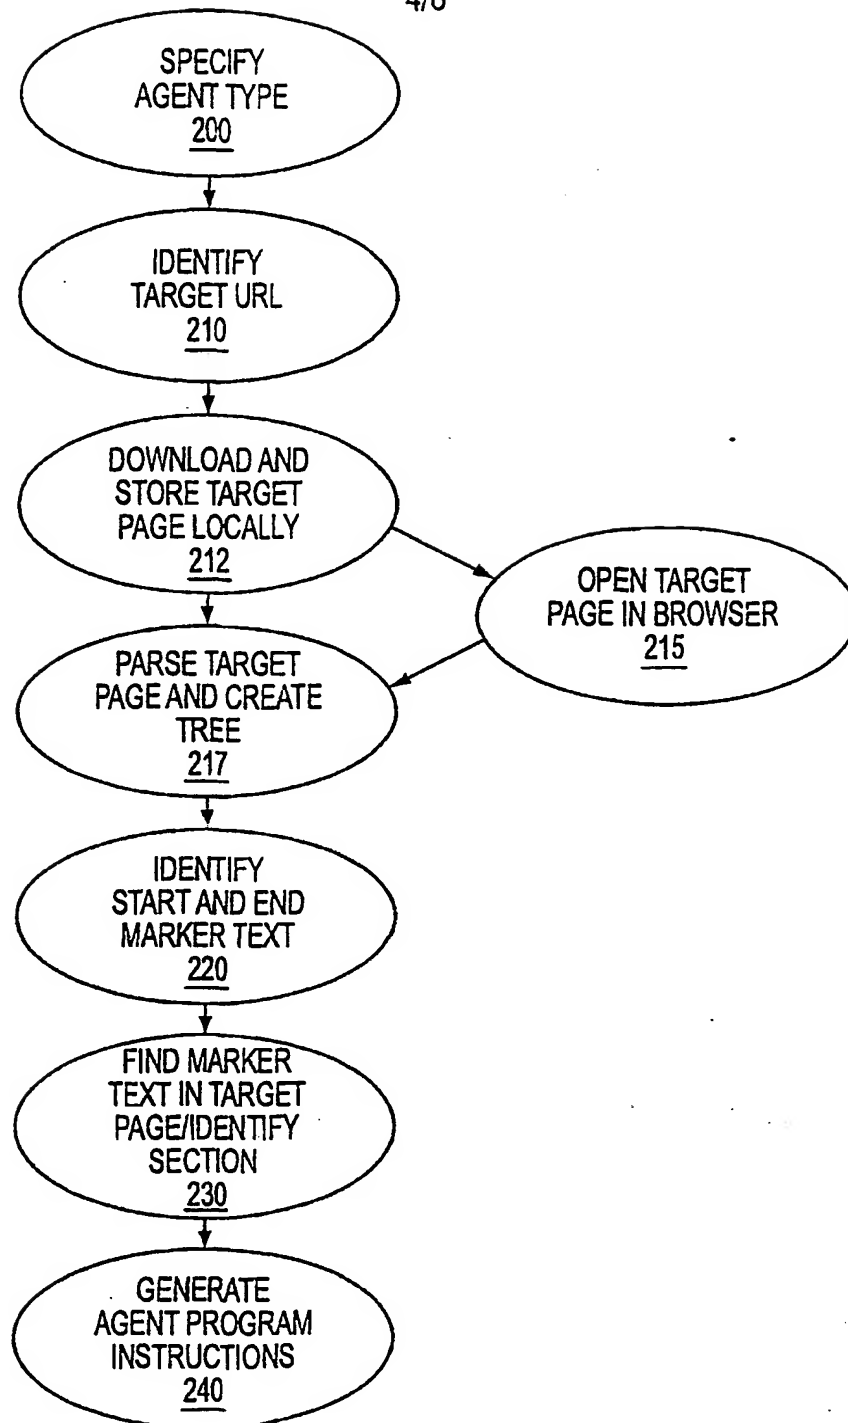 SPECIFY
AGENT TYPE
200
IDENTIFY
TARGET URL
210
DOWNLOAD AND
STORE TARGET
PAGE LOCALLY
212
OPEN TARGET
PAGE IN BROWSER
215
PARSE TARGET
PAGE AND CREATE
TREE
217
IDENTIFY
START AND END
MARKER TEXT
220
FIND MARKER
TEXT IN TARGET
PAGE/IDENTIFY
SECTION
230
GENERATE
AGENT PROGRAM
INSTRUCTIONS
240